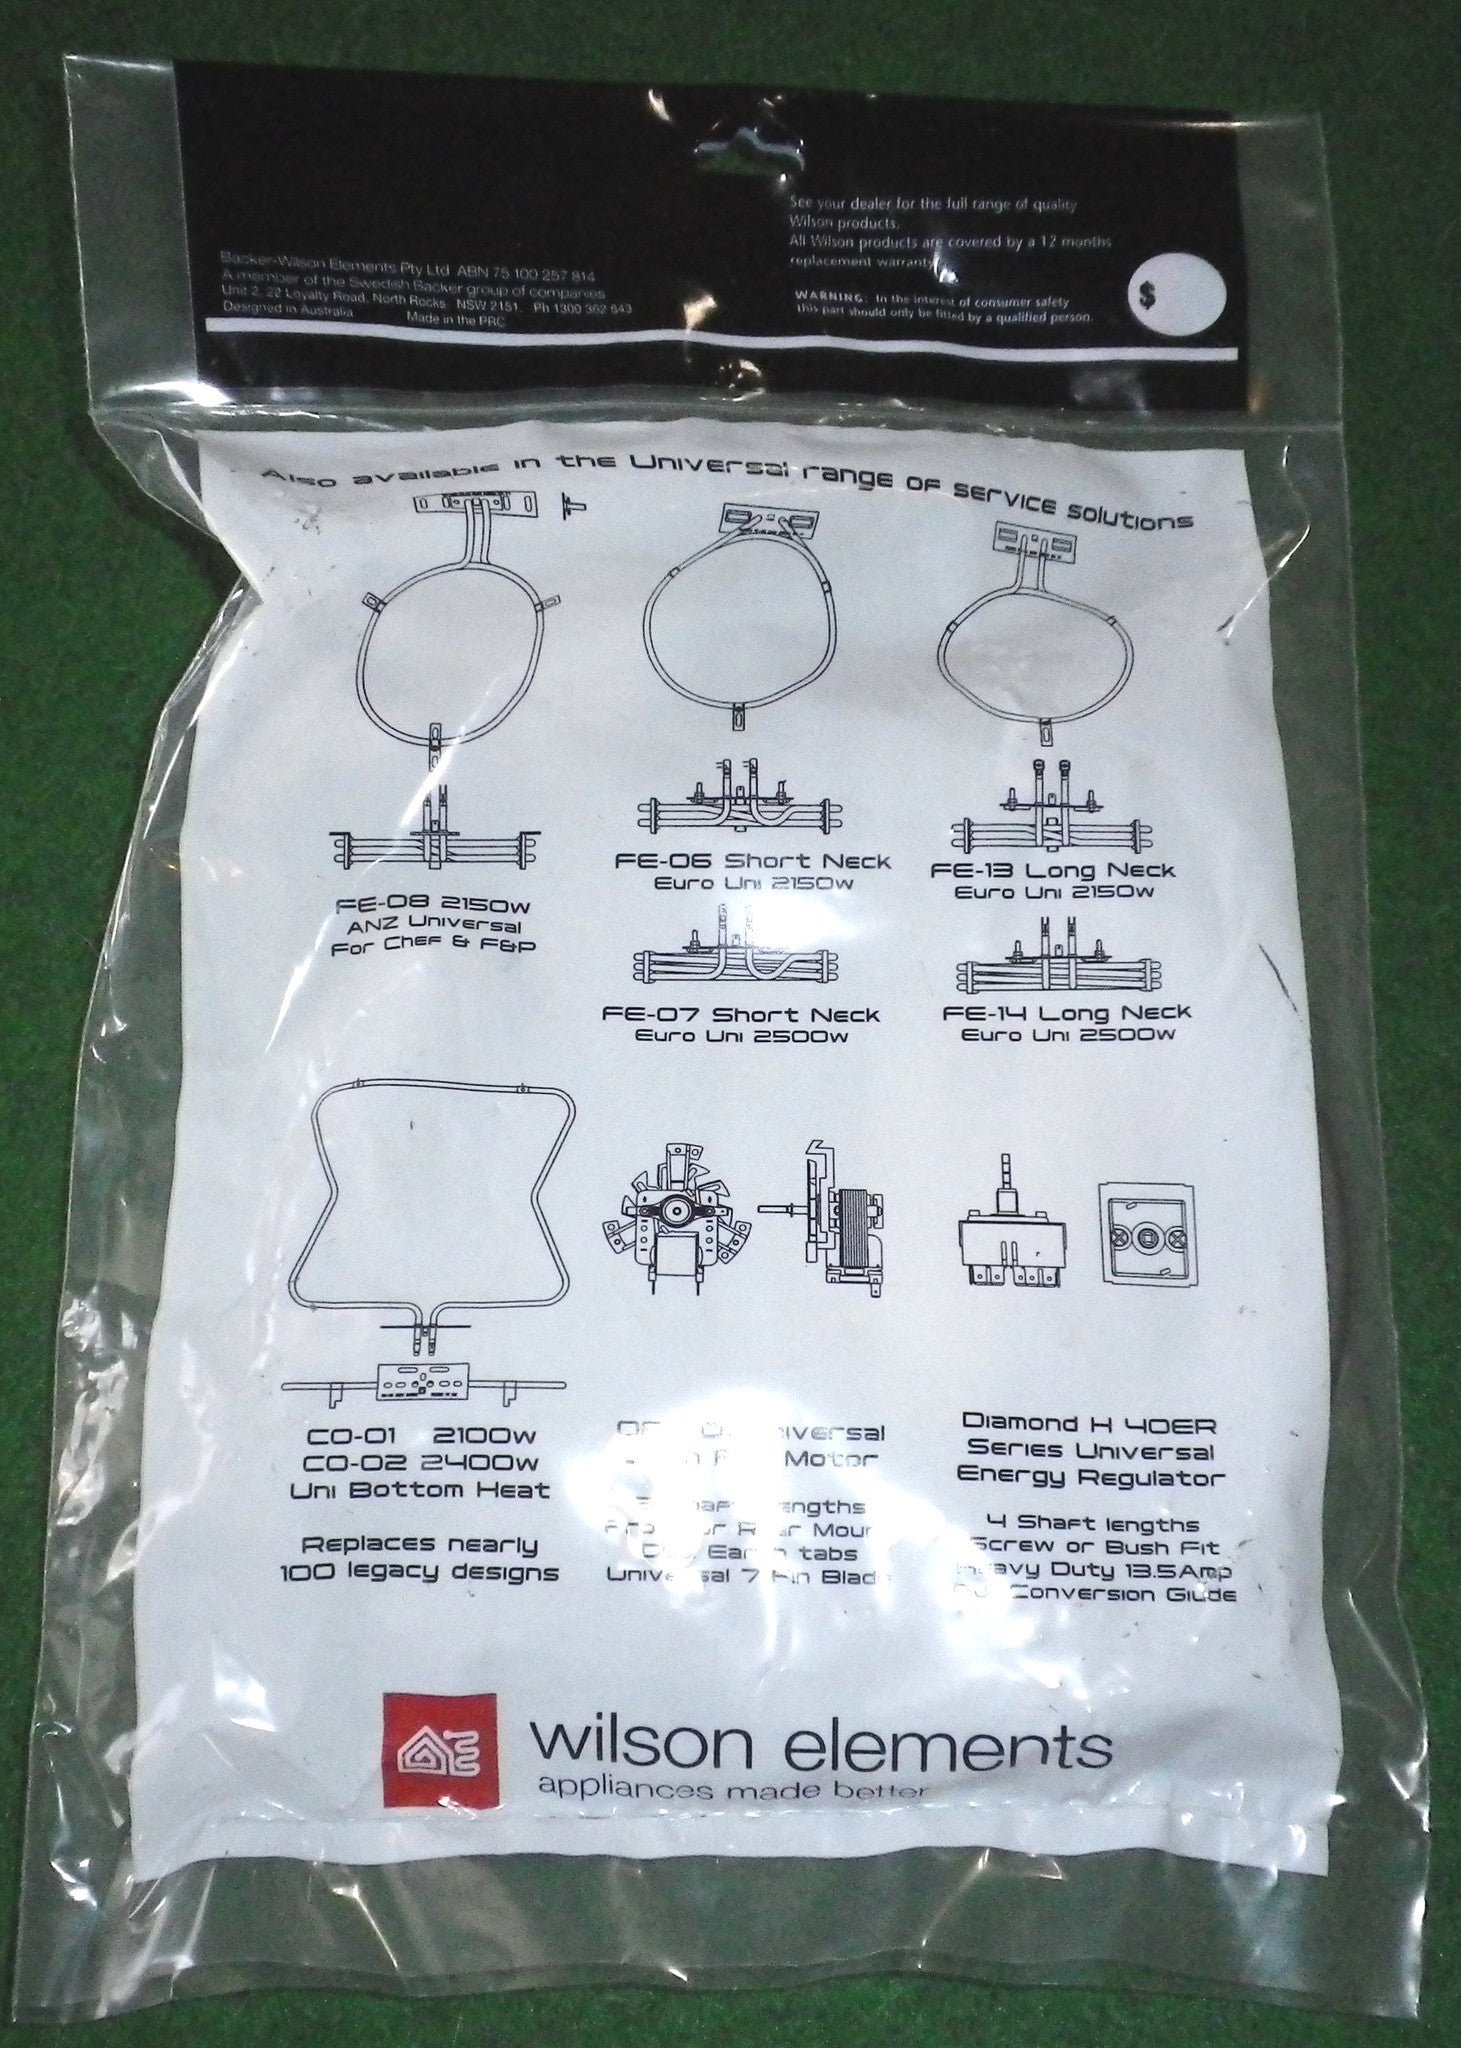 See your dealer for the full range of quality
Wilson products.
All Wilson products are covered by a 12 months
replacement warranty
WARNING: In the interest of consumer safety
this part should only be fitted by a qualified person.
$
Backer-Wilson Elements Pty Ltd ABN 75 100 257 814
A member of the Swedish Backer group of companies
Unit 2, 22 Loyalty Road, North Rocks NSW 2151. Ph 1300 362 843
Designed in Australia
Made in the PRC
Also available in the Universal range of service solutions
FE-08 2150w
ANZ Universal
For Chef & F&P
FE-06 Short Neck
Euro Uni 2150w
FE-07 Short Neck
Euro Uni 2500w
FE-13 Long Neck
Euro Uni 2150w
FE-14 Long Neck
Euro Uni 2500w
CO-01 2100w
CO-02 2400w
Uni Bottom Heat
Replaces nearly
100 legacy designs
Motor
tabs
7
Diamond H 40ER
Series Universal
Energy Regulator
4 Shaft lengths
Screw or Bush Fit
Heavy Duty 13.5Amp
Conversion Giude
wilson elements
appliances made better